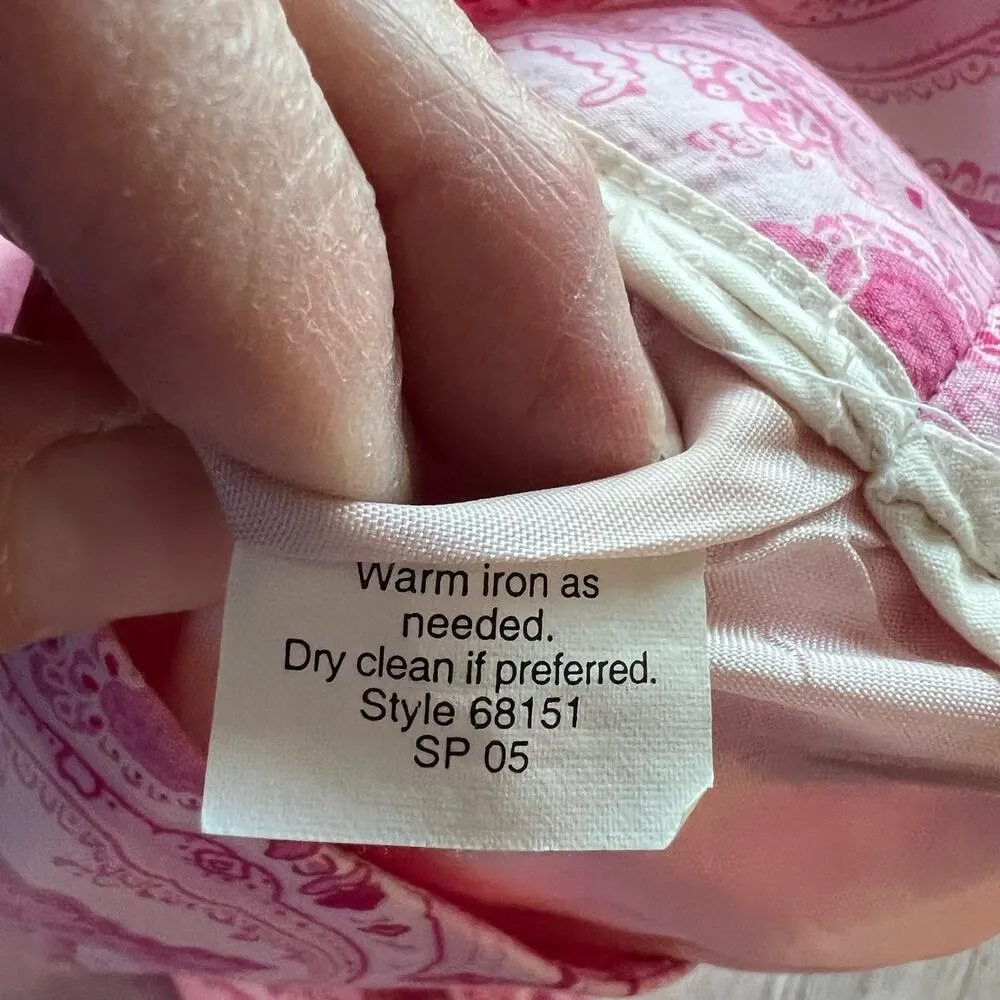 Warm iron as
needed.
Dry clean if preferred.
Style 68151
SP 05